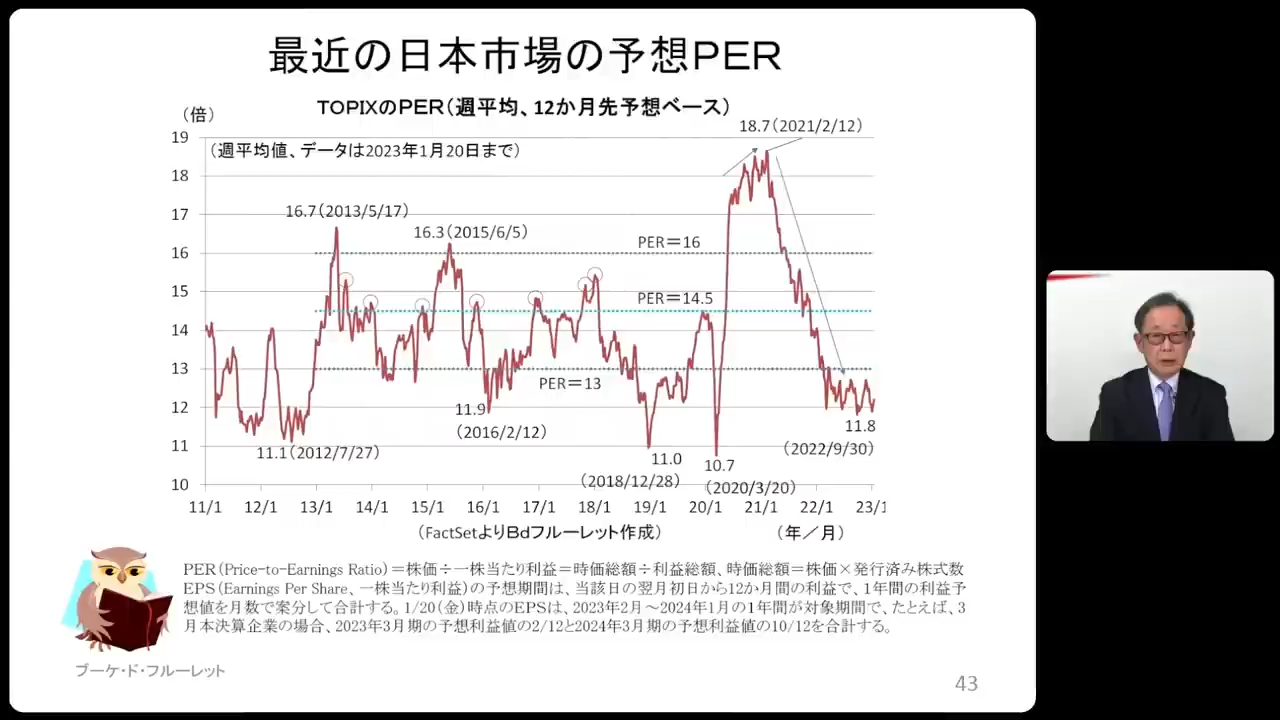 最近の日本市場の予想PER
TOPIXのPER（週平均、12か月先予想ベース）
（倍）
18.7（2021/2/12）
（週平均値、データは2023年1月20日まで）
19
18
17
16
15
14
13
12
11
10
16.7（2013/5/17）
16.3（2015/6/5）
PER＝16
PER＝14.5
PER＝13
11.9
（2016/2/12）
11.8
（2022/9/30）
11.1（2012/7/27）
11.0
（2018/12/28）
10.7
（2020/3/20）
11/1 12/1 13/1 14/1 15/1 16/1 17/1 18/1 19/1 20/1 21/1 22/1 23/1
（FactSetよりBdフルーレット作成）
（年／月）
PER（Price-to-Earnings Ratio）＝株価÷一株当たり利益＝時価総額÷利益総額、時価総額＝株価×発行済み株式数
EPS（Earnings Per Share、一株当たり利益）の予想期間は、当該日の翌月初日から12か月間の利益で、1年間の利益予
想値を月数で案分して合計する。1/20（金）時点のEPSは、2023年2月～2024年1月の1年間が対象期間で、たとえば、3
月本決算企業の場合、2023年3月期の予想利益値の2/12と2024年3月期の予想利益値の10/12を合計する。
ブーケ・ド・フルーレット
43